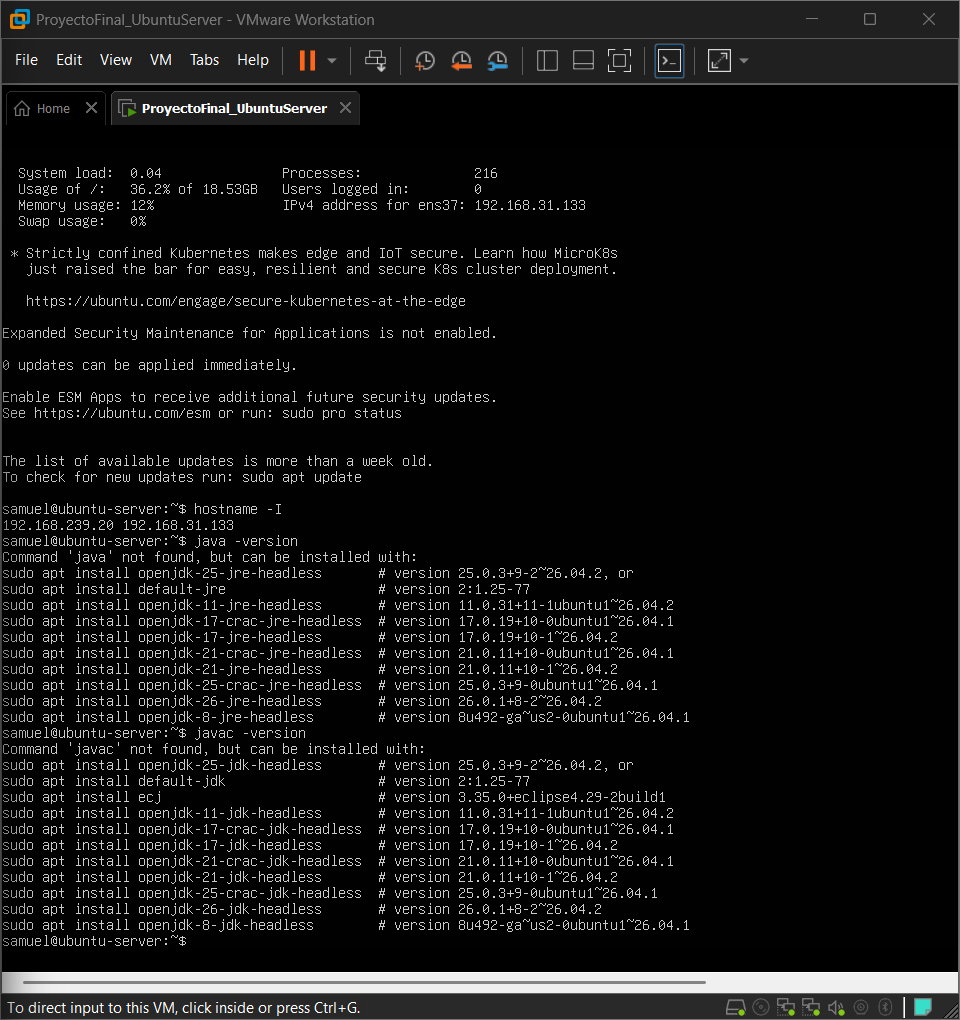 ProyectoFinal_UbuntuServer - VMware Workstation
File Edit View VM Tabs Help
Home ProyectoFinal_UbuntuServer
System load: 0.04 Processes: 216
Usage of /: 36.2% of 18.53GB Users logged in: 0
Memory usage: 12% IPv4 address for ens37: 192.168.31.133
Swap usage: 0%
* Strictly confined Kubernetes makes edge and IoT secure. Learn how MicroK8s
just raised the bar for easy, resilient and secure K8s cluster deployment.
https://ubuntu.com/engage/secure-kubernetes-at-the-edge
Expanded Security Maintenance for Applications is not enabled.
0 updates can be applied immediately.
Enable ESM Apps to receive additional future security updates.
See https://ubuntu.com/esm or run: sudo pro status
The list of available updates is more than a week old.
To check for new updates run: sudo apt update
samuel@ubuntu-server:~$ hostname -I
192.168.239.20 192.168.31.133
samuel@ubuntu-server:~$ java -version
Command 'java' not found, but can be installed with:
sudo apt install openjdk-25-jre-headless # version 25.0.3+9-2~26.04.2, or
sudo apt install default-jre # version 2:1.25-77
sudo apt install openjdk-11-jre-headless # version 11.0.31+11-1ubuntu1~26.04.2
sudo apt install openjdk-17-crac-jre-headless # version 17.0.19+10-0ubuntu1~26.04.1
sudo apt install openjdk-17-jre-headless # version 17.0.19+10-1~26.04.2
sudo apt install openjdk-21-crac-jre-headless # version 21.0.11+10-0ubuntu1~26.04.1
sudo apt install openjdk-21-jre-headless # version 21.0.11+10-1~26.04.2
sudo apt install openjdk-25-crac-jre-headless # version 25.0.3+9-0ubuntu1~26.04.1
sudo apt install openjdk-26-jre-headless # version 26.0.1+8-2~26.04.2
sudo apt install openjdk-8-jre-headless # version 8u492-ga~us2-0ubuntu1~26.04.1
samuel@ubuntu-server:~$ javac -version
Command 'javac' not found, but can be installed with:
sudo apt install openjdk-25-jdk-headless # version 25.0.3+9-2~26.04.2, or
sudo apt install default-jdk # version 2:1.25-77
sudo apt install ecj # version 3.35.0+eclipse4.29-2build1
sudo apt install openjdk-11-jdk-headless # version 11.0.31+11-1ubuntu1~26.04.2
sudo apt install openjdk-17-crac-jdk-headless # version 17.0.19+10-0ubuntu1~26.04.1
sudo apt install openjdk-17-jdk-headless # version 17.0.19+10-1~26.04.2
sudo apt install openjdk-21-crac-jdk-headless # version 21.0.11+10-0ubuntu1~26.04.1
sudo apt install openjdk-21-jdk-headless # version 21.0.11+10-1~26.04.2
sudo apt install openjdk-25-crac-jdk-headless # version 25.0.3+9-0ubuntu1~26.04.1
sudo apt install openjdk-26-jdk-headless # version 26.0.1+8-2~26.04.2
sudo apt install openjdk-8-jdk-headless # version 8u492-ga~us2-0ubuntu1~26.04.1
samuel@ubuntu-server:~$
To direct input to this VM, click inside or press Ctrl+G.